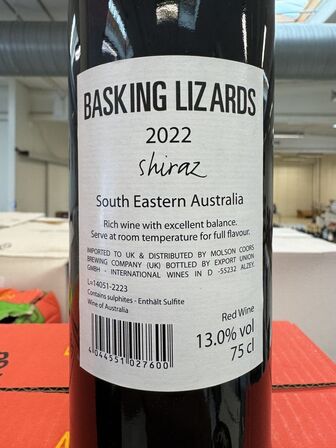 BASKING LIZARDS
2022
shiraz
South Eastern Australia
Rich wine with excellent balance.
Serve at room temperature for full flavour.
IMPORTED TO UK & DISTRIBUTED BY MOLSON COORS
BREWING COMPANY (UK) BOTTLED BY EXPORT UNION
GMBH - INTERNATIONAL WINES IN D -55232 ALZEY.
Lx14051-2223
Contains sulphites - Enthält Sulfite
Wine of Australia
Red Wine
13.0% vol
75 cl
4 044551 027600